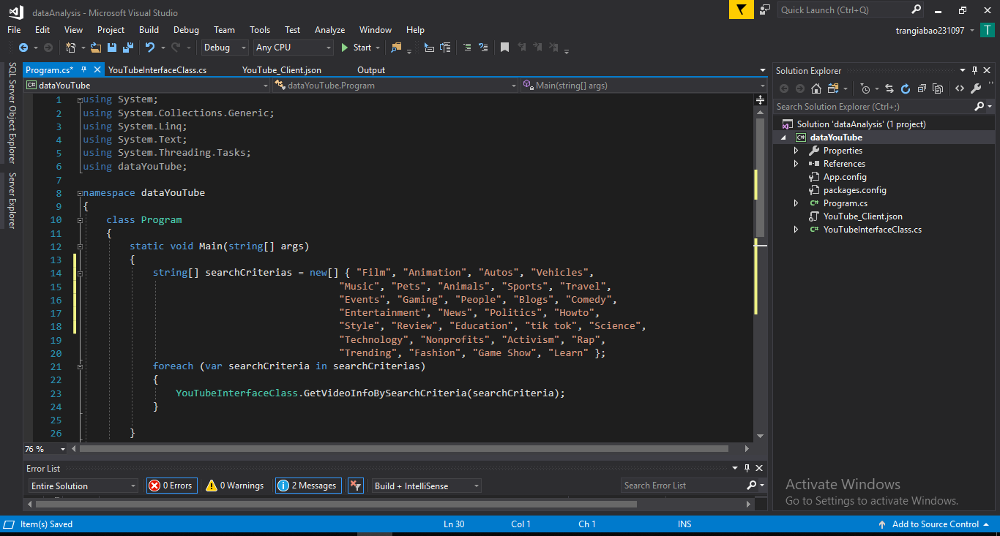 dataAnalysis - Microsoft Visual Studio
Quick Launch (Ctrl+Q)
File Edit View Project Build Debug Team Tools Test Analyze Window Help
trangiabao231097
T
Debug Any CPU Start
SQL Server Object Explorer
Server Explorer
Program.cs* YouTubeInterfaceClass.cs YouTube_Client.json Output
C# dataYouTube dataYouTube.Program Main(string[] args)
1 using System;
2 using System.Collections.Generic;
3 using System.Linq;
4 using System.Text;
5 using System.Threading.Tasks;
6 using dataYouTube;
7
8 namespace dataYouTube
9 {
10 class Program
11 {
12 static void Main(string[] args)
13 {
14 string[] searchCriterias = new[] { "Film", "Animation", "Autos", "Vehicles",
15 "Music", "Pets", "Animals", "Sports", "Travel",
16 "Events", "Gaming", "People", "Blogs", "Comedy",
17 "Entertainment", "News", "Politics", "Howto",
18 "Style", "Review", "Education", "tik tok", "Science",
19 "Technology", "Nonprofits", "Activism", "Rap",
20 "Trending", "Fashion", "Game Show", "Learn" };
21 foreach (var searchCriteria in searchCriterias)
22 {
23 YouTubeInterfaceClass.GetVideoInfoBySearchCriteria(searchCriteria);
24 }
25
26 }
76 %
Solution Explorer
Search Solution Explorer (Ctrl+;)
Solution 'dataAnalysis' (1 project)
C# dataYouTube
Properties
References
App.config
packages.config
C# Program.cs
YouTube_Client.json
C# YouTubeInterfaceClass.cs
Error List
Entire Solution 0 Errors 0 Warnings 2 Messages Build + IntelliSense Search Error List
Activate Windows
Go to Settings to activate Windows.
Item(s) Saved Ln 30 Col 1 Ch 1 INS Add to Source Control